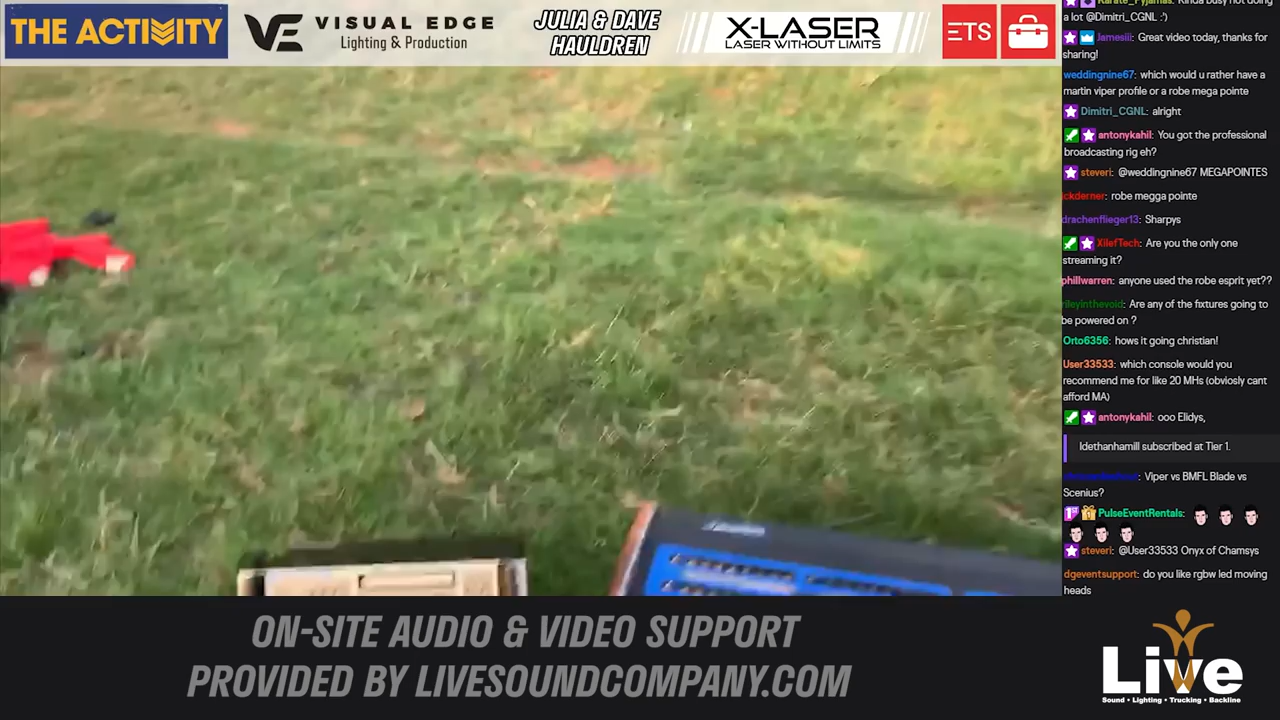 THE ACTIVITY
VISUAL EDGE
Lighting & Production
JULIA & DAVE
HAULDREN
X-LASER
LASER WITHOUT LIMITS
ETS
a lot @Dimitri_CGNL :')
Jamesiii: Great video today, thanks for
sharing!
weddingnine67: which would u rather have a
martin viper profile or a robe mega pointe
Dimitri_CGNL: alright
antonykahil: You got the professional
broadcasting rig eh?
steveri: @weddingnine67 MEGAPOINTES
ckderner: robe megga pointe
drachenflieger13: Sharpys
XilefTech: Are you the only one
streaming it?
phillwarren: anyone used the robe esprit yet??
rileyinthevoid: Are any of the fixtures going to
be powered on ?
Orto6356: hows it going christian!
User33533: which console would you
recommend me for like 20 MHs (obviosly cant
afford MA)
antonykahil: ooo Elidys,
Idethanhamill subscribed at Tier 1.
: Viper vs BMFL Blade vs
Scenius?
PulseEventRentals:
steveri: @User33533 Onyx of Chamsys
dgeventsupport: do you like rgbw led moving
heads
ON-SITE AUDIO & VIDEO SUPPORT
PROVIDED BY LIVESOUNDCOMPANY.COM
Live
Sound • Lighting • Trucking • Backline